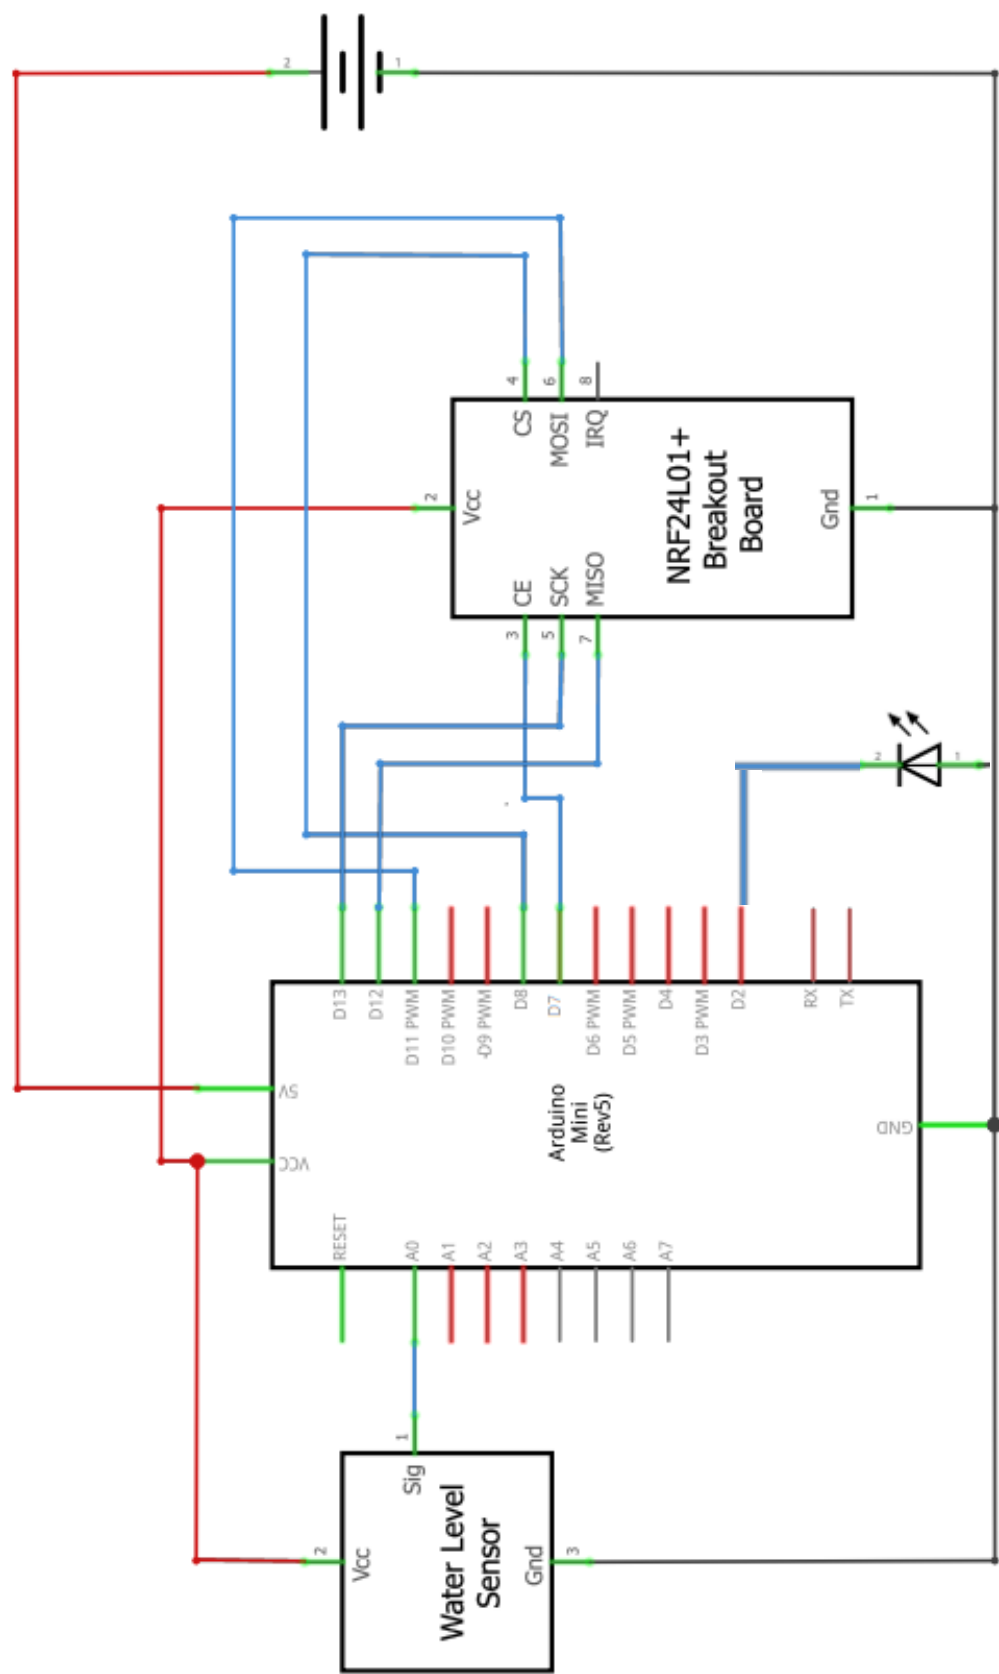 2
1
4
6
8
CS
MOSI
IRQ
2
Vcc
NRF24L01+
Breakout
Board
Gnd
1
CE
SCK
MISO
3
5
7
2
1
D13
D12
D11 PWM
D10 PWM
D9 PWM
D8
D7
D6 PWM
D5 PWM
D4
D3 PWM
D2
RX
TX
5V
VCC
Arduino
Mini
(Rev5)
GND
RESET
A0
A1
A2
A3
A4
A5
A6
A7
1
Sig
2
Vcc
Water Level
Sensor
Gnd
3